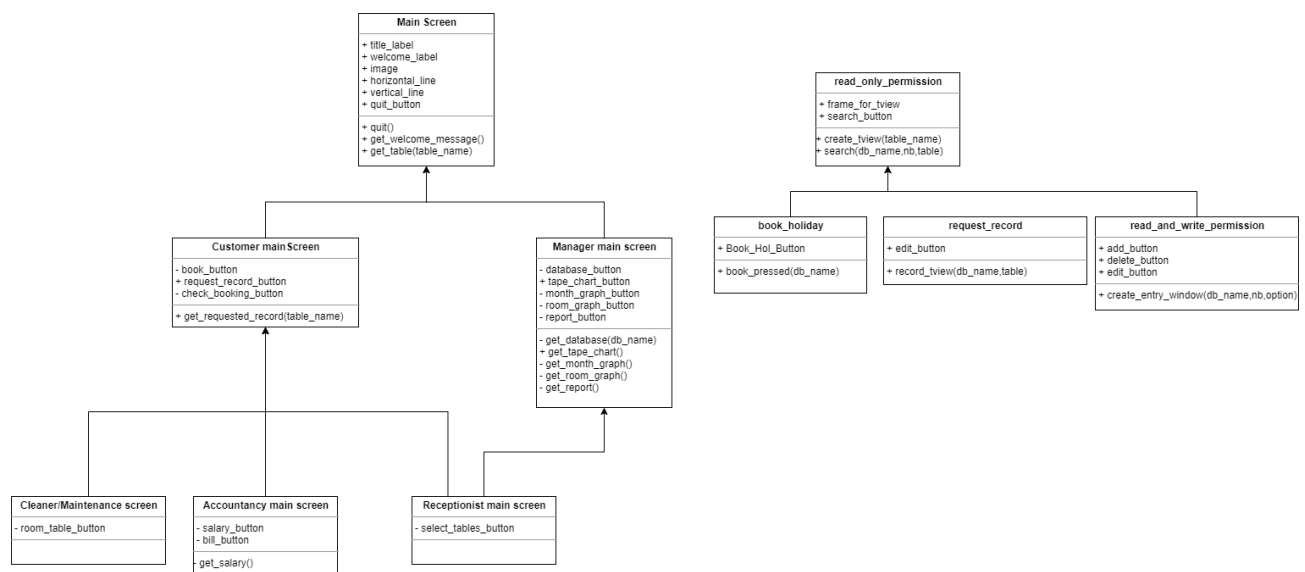 Main Screen
+ title_label
+ welcome_label
+ image
+ horizontal_line
+ vertical_line
+ quit_button
+ quit()
+ get_welcome_message()
+ get_table(table_name)
Customer mainScreen
- book_button
+ request_record_button
- check_booking_button
+ get_requested_record(table_name)
Manager main screen
- database_button
+ tape_chart_button
- month_graph_button
- room_graph_button
- report_button
- get_database(db_name)
+ get_tape_chart()
- get_month_graph()
- get_room_graph()
- get_report()
Cleaner/Maintenance screen
- room_table_button
Accountancy main screen
- salary_button
- bill_button
- get_salary()
Receptionist main screen
- select_tables_button
read_only_permission
+ frame_for_tview
+ search_button
+ create_tview(table_name)
+ search(db_name,nb,table)
book_holiday
+ Book_Hol_Button
+ book_pressed(db_name)
request_record
+ edit_button
+ record_tview(db_name,table)
read_and_write_permission
+ add_button
+ delete_button
+ edit_button
+ create_entry_window(db_name,nb,option)